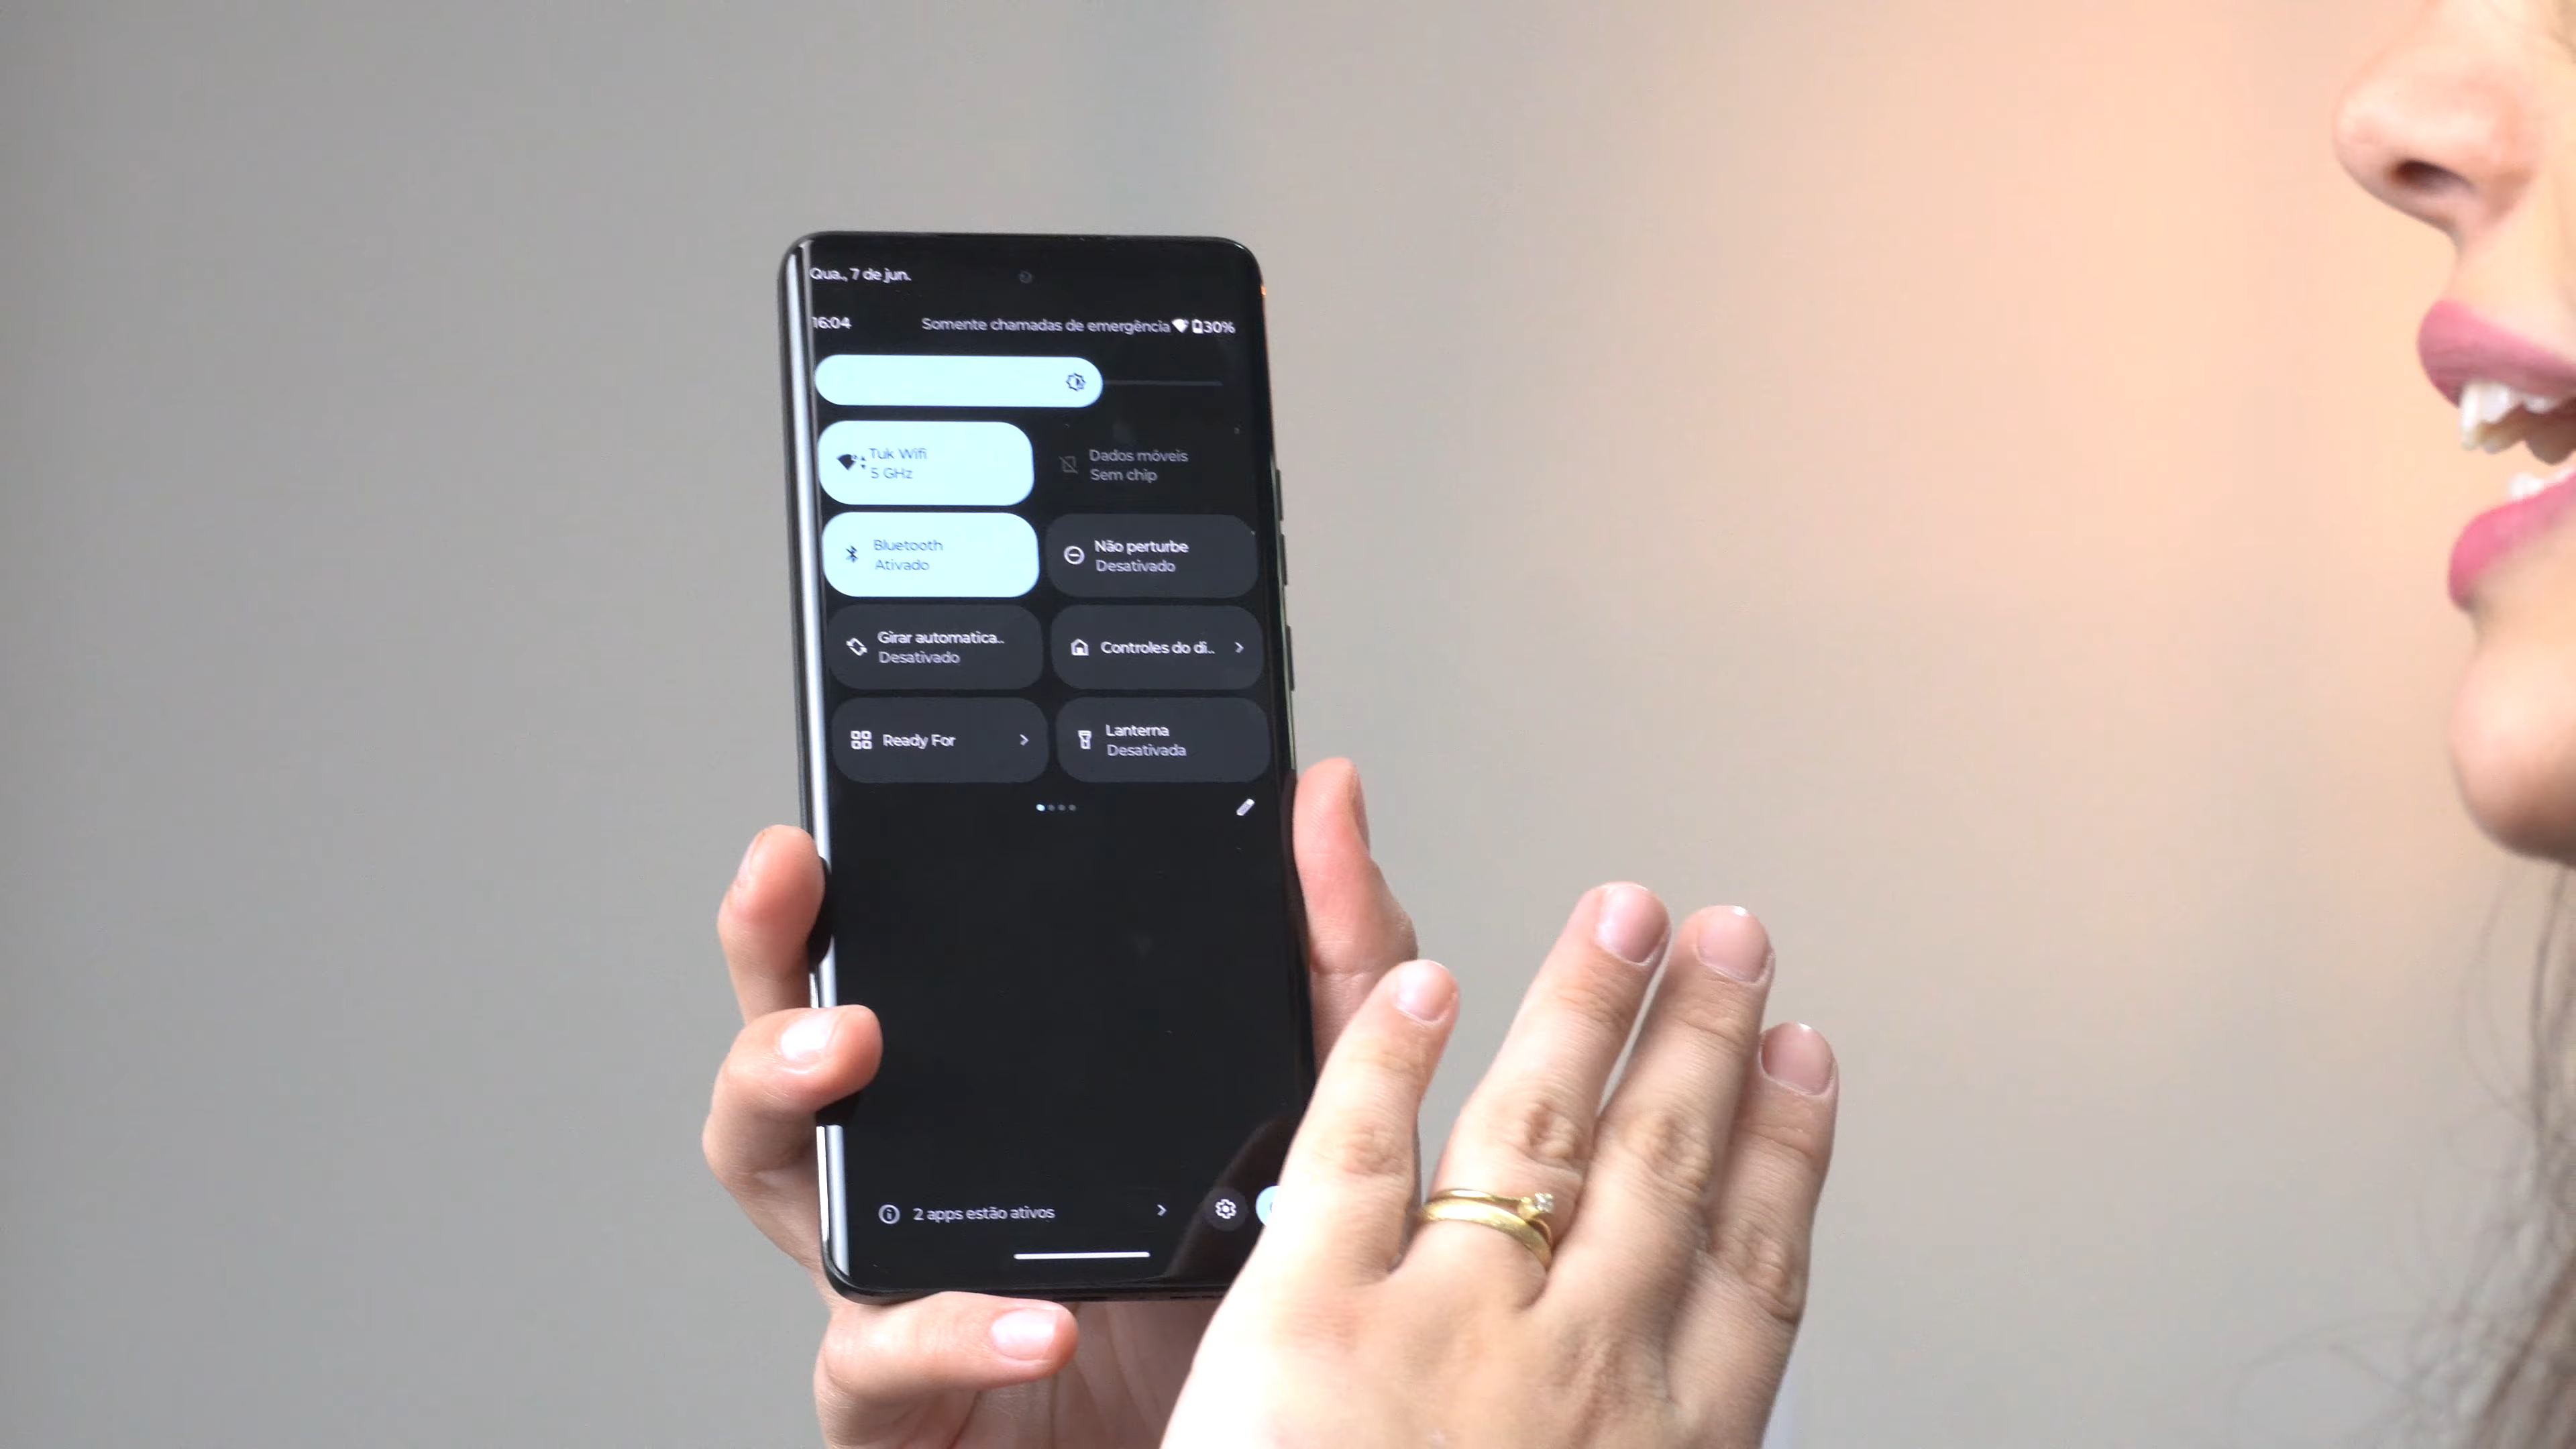 Qua., 7 de jun.
16:04 Somente chamadas de emergência 30%
Tuk Wifi
5 GHz
Dados móveis
Sem chip
Bluetooth
Ativado
Não perturbe
Desativado
Girar automatica..
Desativado
Controles do di..
Ready For
Lanterna
Desativada
2 apps estão ativos